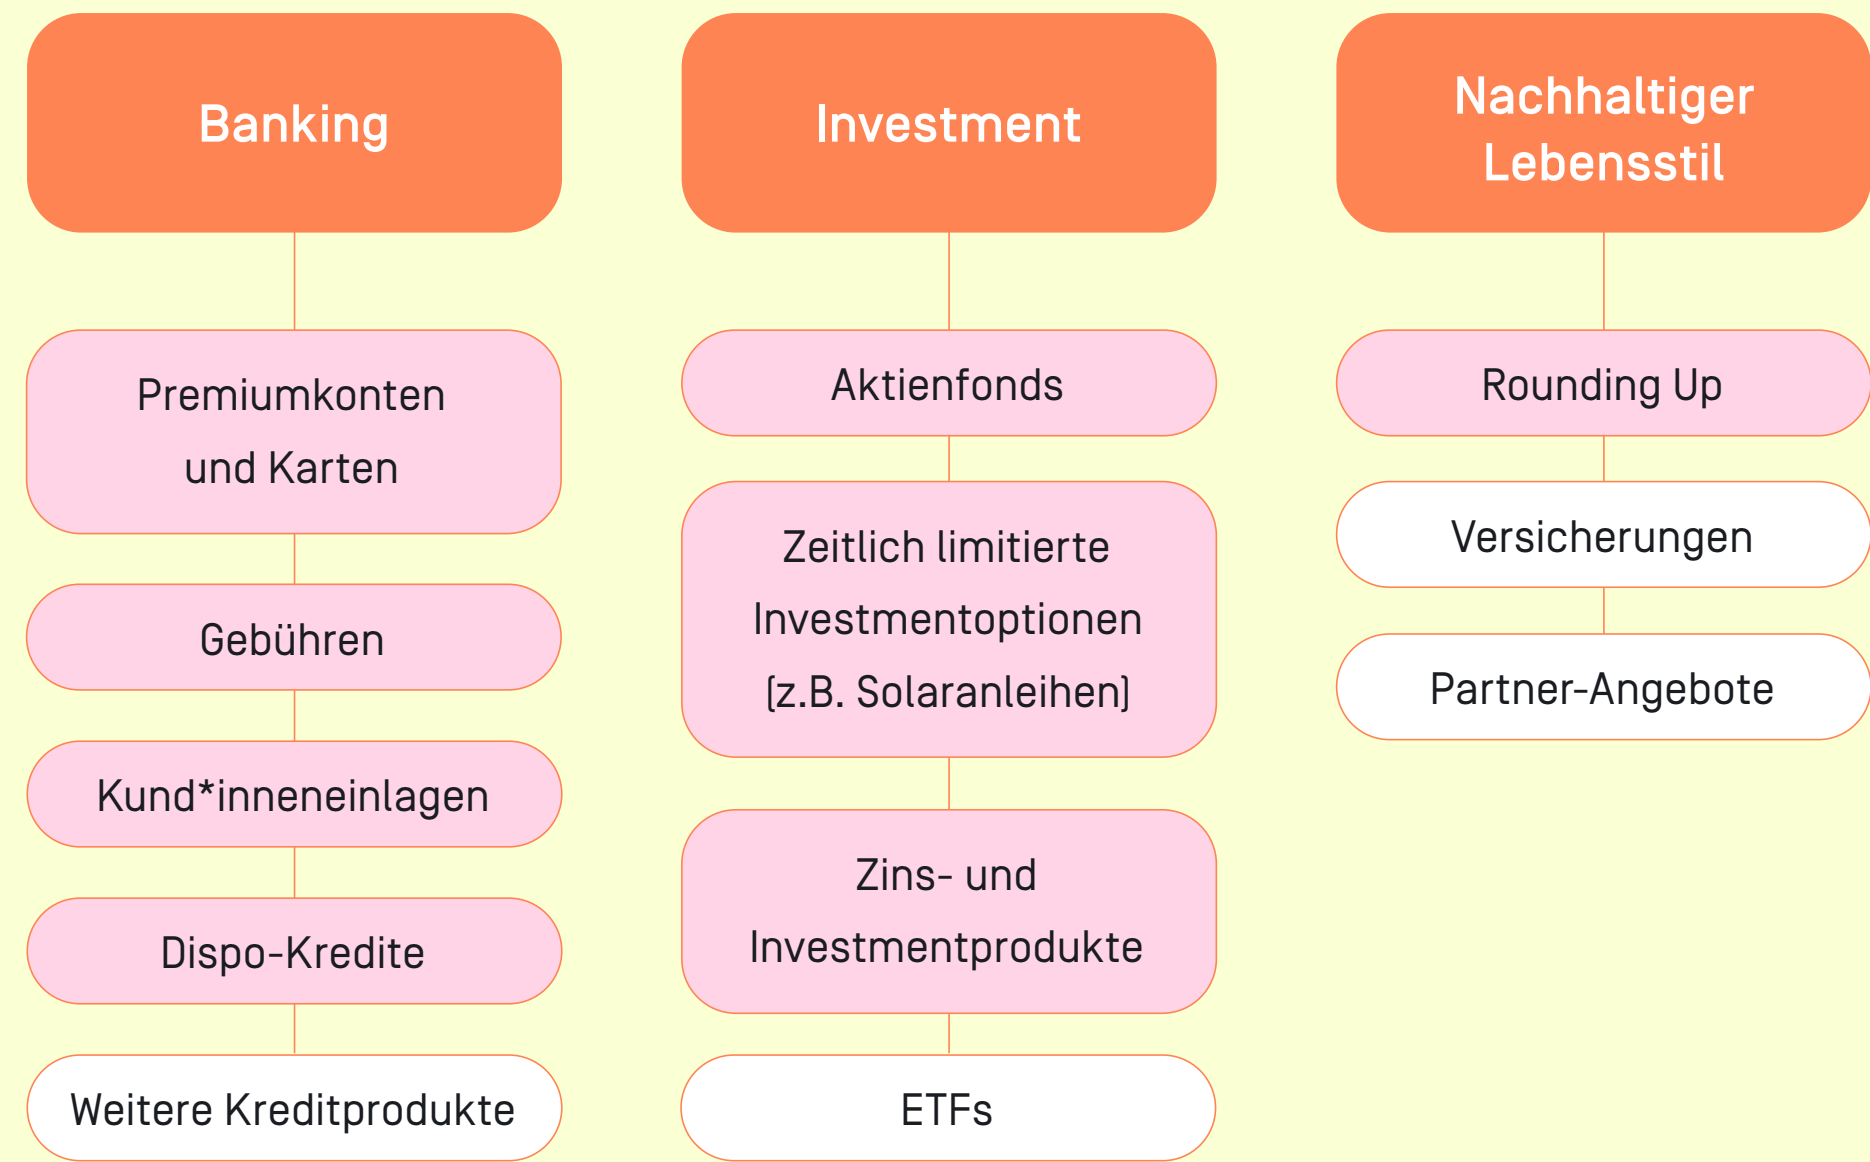 Banking
Premiumkonten
und Karten
Gebühren
Kund*inneneinlagen
Dispo-Kredite
Weitere Kreditprodukte
Investment
Aktienfonds
Zeitlich limitierte
Investmentoptionen
(z.B. Solaranleihen)
Zins- und
Investmentprodukte
ETFs
Nachhaltiger
Lebensstil
Rounding Up
Versicherungen
Partner-Angebote